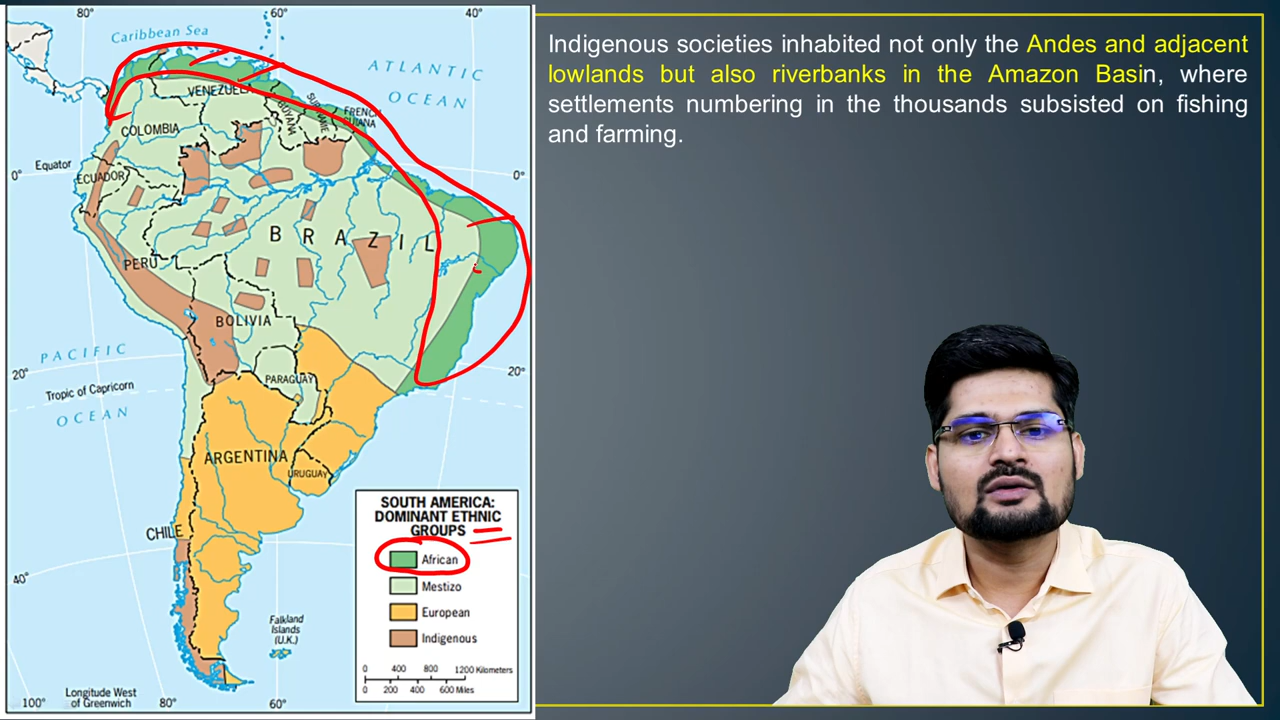 80°
60°
40°
Caribbean Sea
ATLANTIC
OCEAN
VENEZUELA
GUYANA
SURINAME
FRENCH
GUIANA
COLOMBIA
Equator
0°
0°
ECUADOR
BRAZIL
PERU
BOLIVIA
PACIFIC
OCEAN
20°
20°
Tropic of Capricorn
PARAGUAY
ARGENTINA
URUGUAY
CHILE
40°
Falkland
Islands
(U.K.)
Longitude West
of Greenwich
100°
80°
60°
SOUTH AMERICA:
DOMINANT ETHNIC
GROUPS
African
Mestizo
European
Indigenous
0 400 800 1200 Kilometers
0 200 400 600 Miles
Indigenous societies inhabited not only the Andes and adjacent
lowlands but also riverbanks in the Amazon Basin, where
settlements numbering in the thousands subsisted on fishing
and farming.